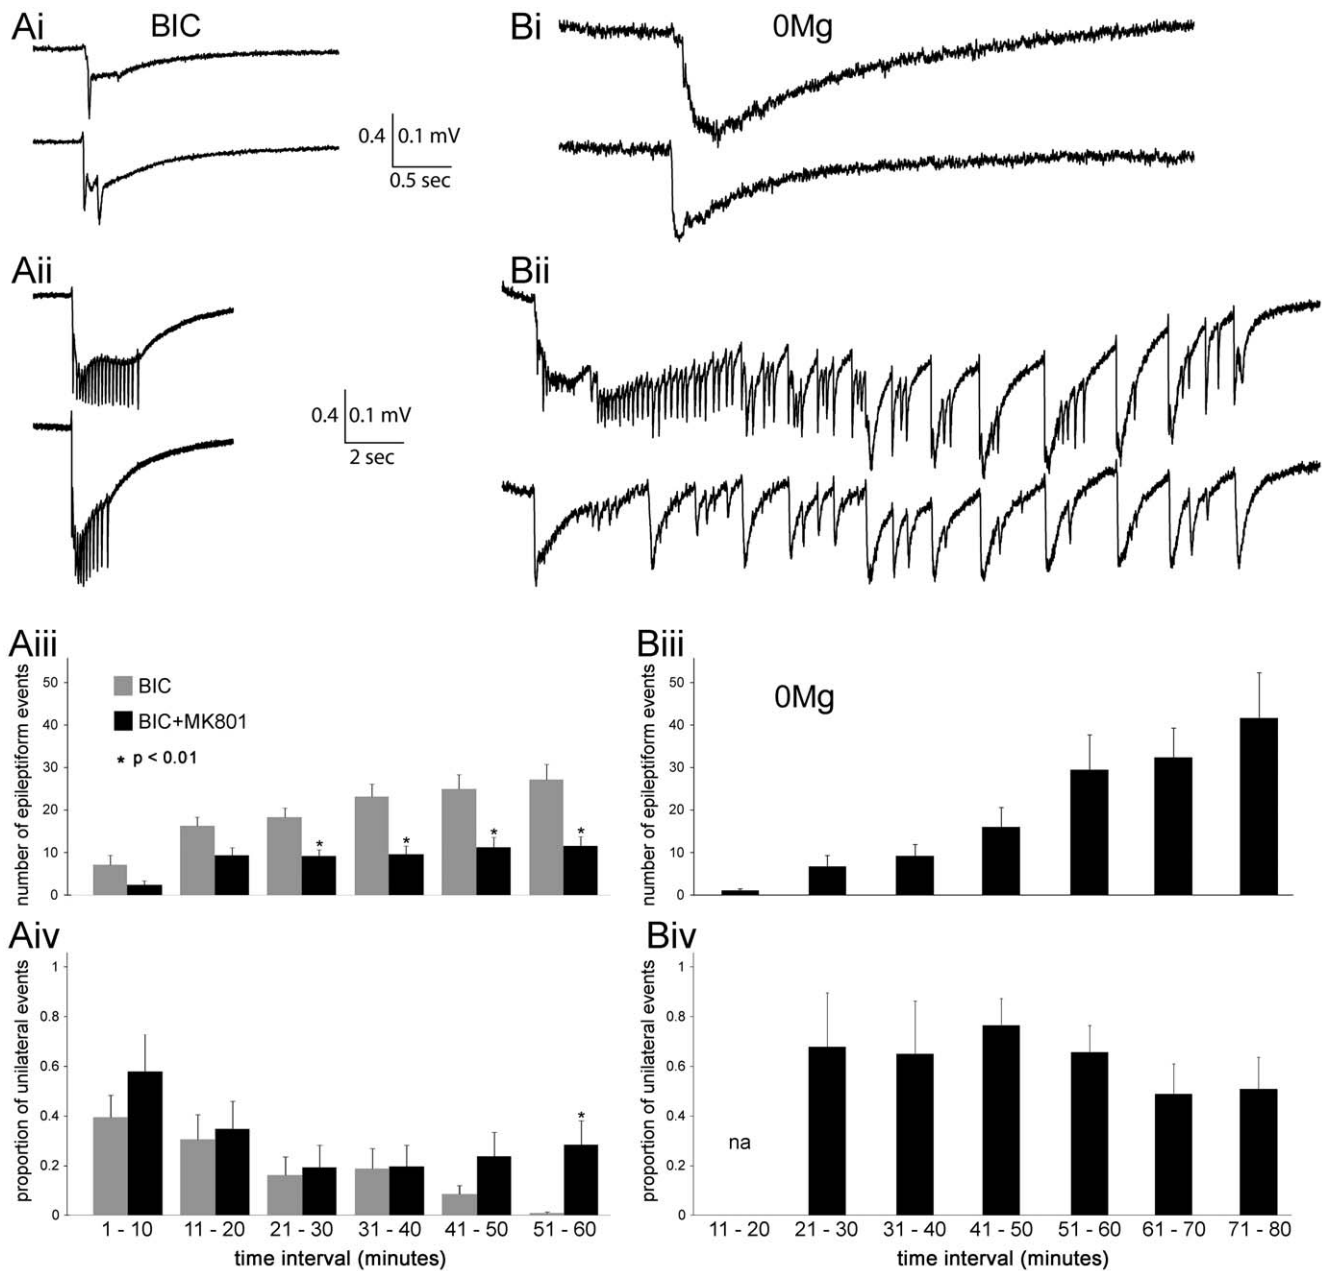 Ai BIC
Bi 0Mg
0.4 0.1 mV
0.5 sec
Aii
Bii
0.4 0.1 mV
2 sec
Aiii
number of epileptiform events
50
40
30
20
10
0
BIC
BIC+MK801
* p < 0.01
*
*
*
*
Biii
number of epileptiform events
50
40
30
20
10
0
0Mg
Aiv
proportion of unilateral events
1
0.8
0.6
0.4
0.2
0
*
1 - 10 11 - 20 21 - 30 31 - 40 41 - 50 51 - 60
time interval (minutes)
Biv
proportion of unilateral events
1
0.8
0.6
0.4
0.2
0
na
11 - 20 21 - 30 31 - 40 41 - 50 51 - 60 61 - 70 71 - 80
time interval (minutes)